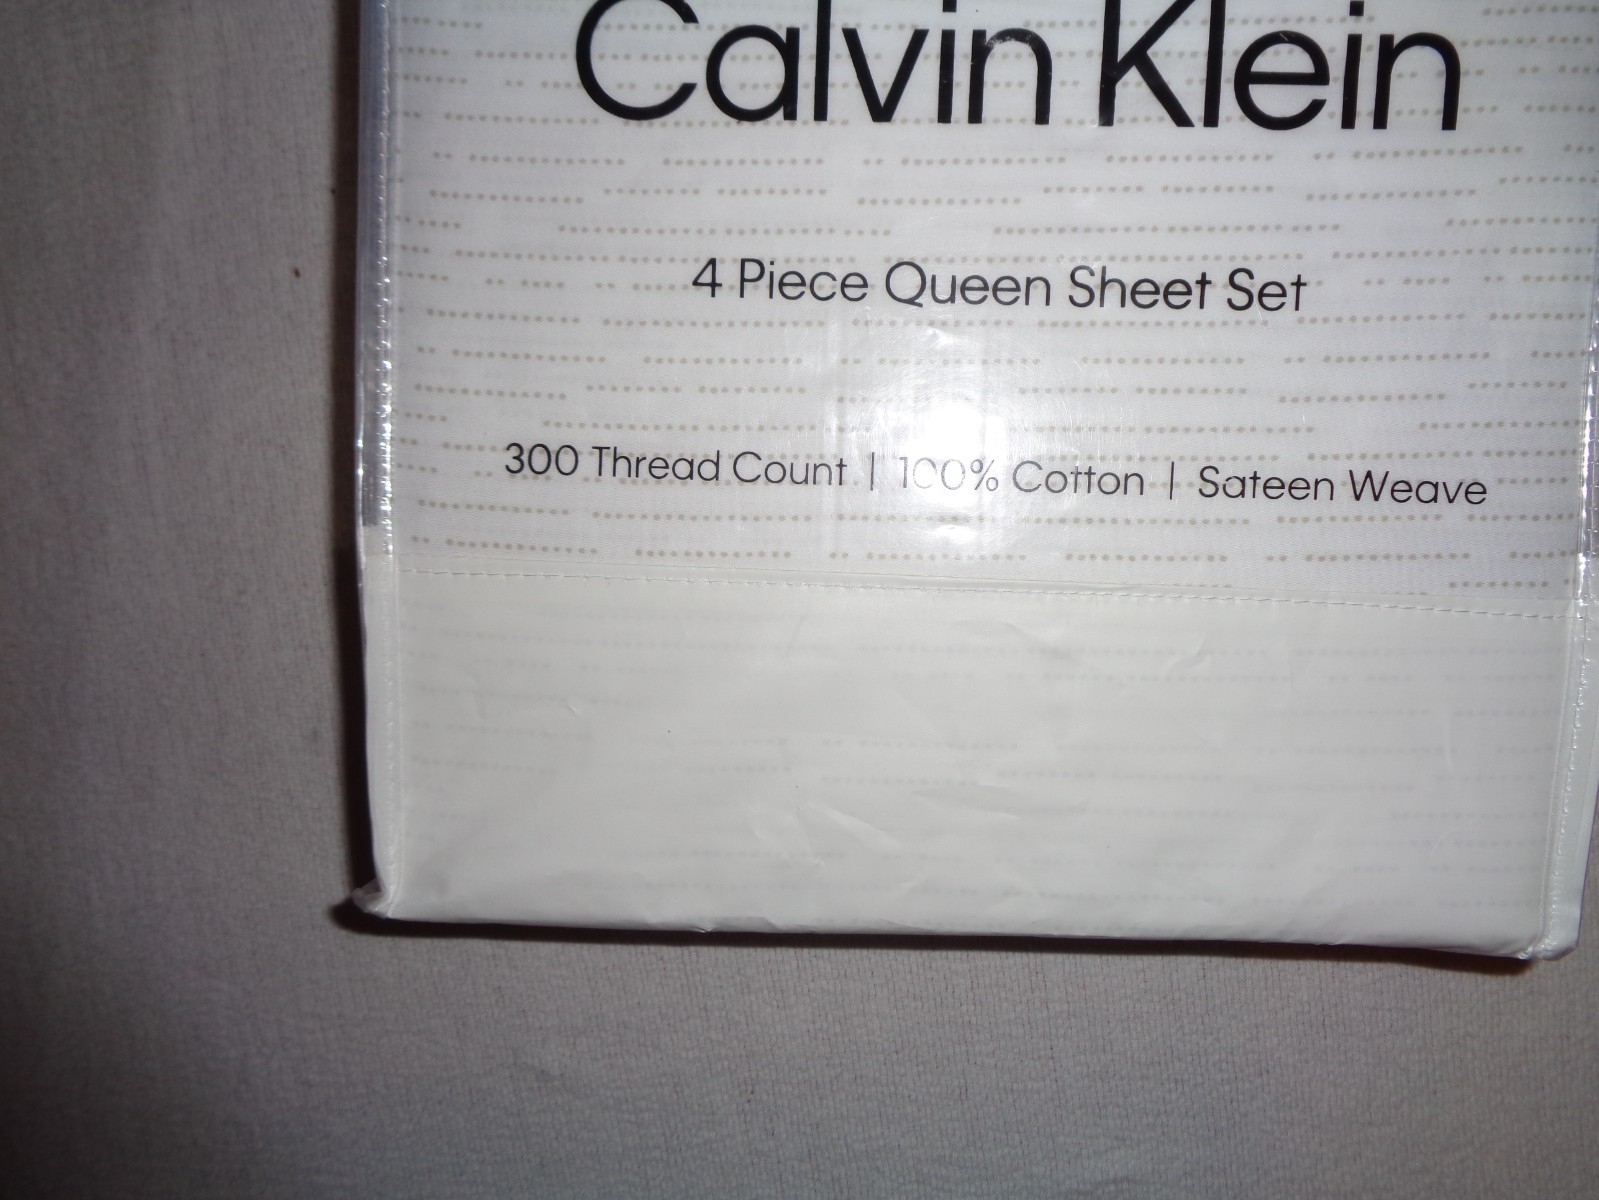 Calvin Klein
4 Piece Queen Sheet Set
300 Thread Count | 100% Cotton | Sateen Weave